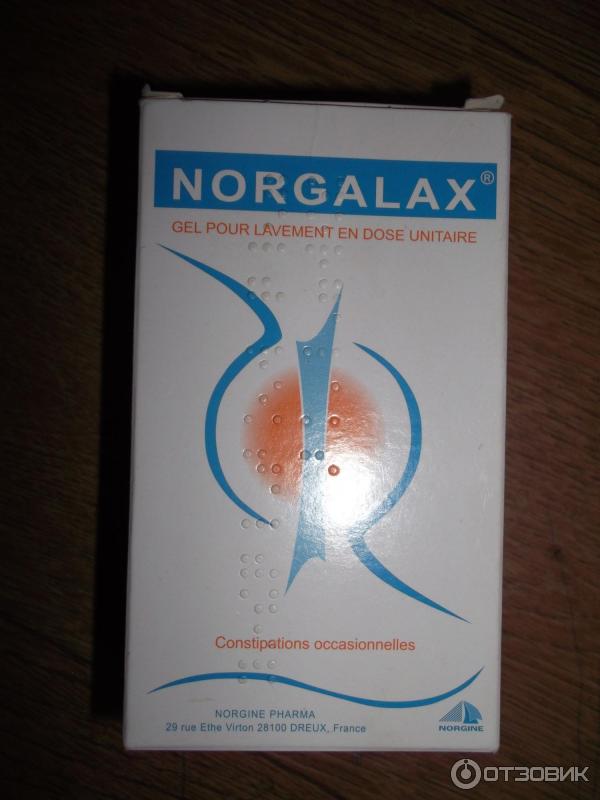 NORGALAX®
GEL POUR LAVEMENT EN DOSE UNITAIRE
Constipations occasionnelles
NORGINE PHARMA
29 rue Ethe Virton 28100 DREUX, France
NORGINE
ОТЗОВИК